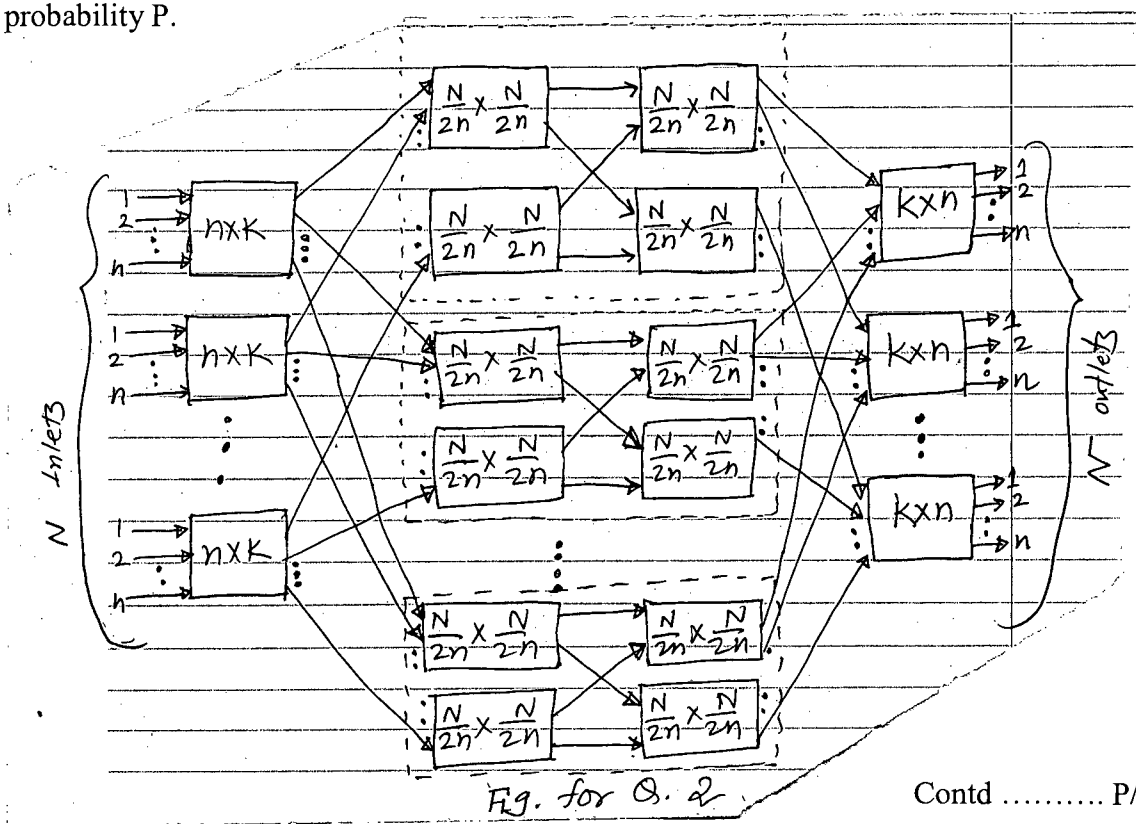 probability P.
N/2n × N/2n
N/2n × N/2n
N/2n × N/2n
N/2n × N/2n
N/2n × N/2n
N/2n × N/2n
N/2n × N/2n
N/2n × N/2n
N/2n × N/2n
N/2n × N/2n
N/2n × N/2n
N/2n × N/2n
N Inlets
1
2
n
n×k
1
2
n
n×k
1
2
n
n×k
k×n
1
2
n
k×n
1
2
n
k×n
1
2
n
N outlets
Fig. for Q. 2
Contd .......... P/